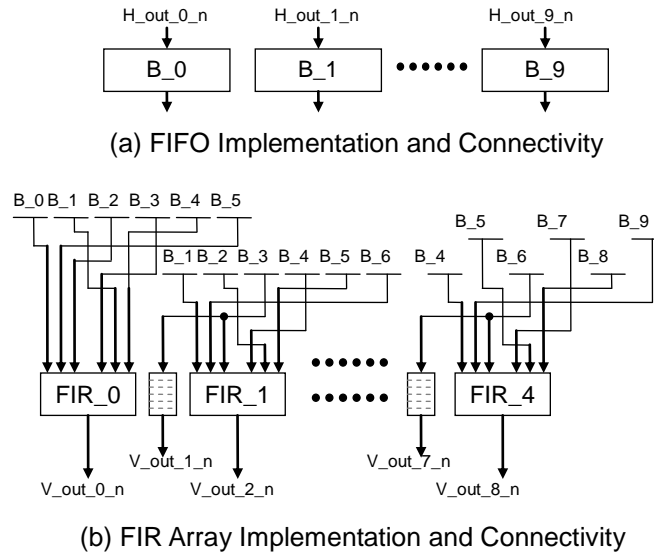 H_out_0_n H_out_1_n H_out_9_n
B_0 B_1 B_9
(a) FIFO Implementation and Connectivity
B_0 B_1 B_2 B_3 B_4 B_5
B_5 B_7 B_9
B_1 B_2 B_3 B_4 B_5 B_6 B_4 B_6 B_8
FIR_0 FIR_1 FIR_4
V_out_1_n V_out_7_n
V_out_0_n V_out_2_n V_out_8_n
(b) FIR Array Implementation and Connectivity